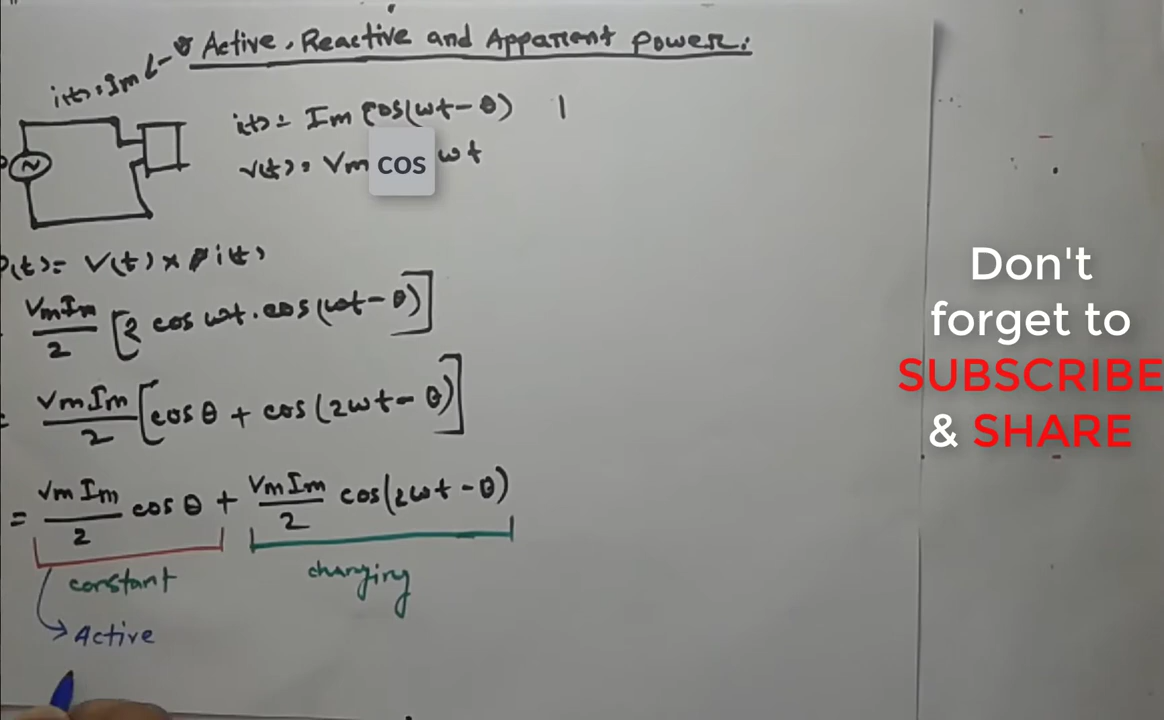 Active, Reactive and Apparent power:
i(t)= Im
i(t)= Im cos(ωt-θ)
v(t)= Vm cos ωt
(t)= V(t) × i(t)
VmIm/2 [2 cos ωt. cos (ωt-θ)]
= VmIm/2 [cos θ + cos (2ωt-θ)]
= VmIm/2 cos θ + VmIm/2 cos(2ωt-θ)
constant
changing
→ Active
Don't
forget to
SUBSCRIBE
& SHARE